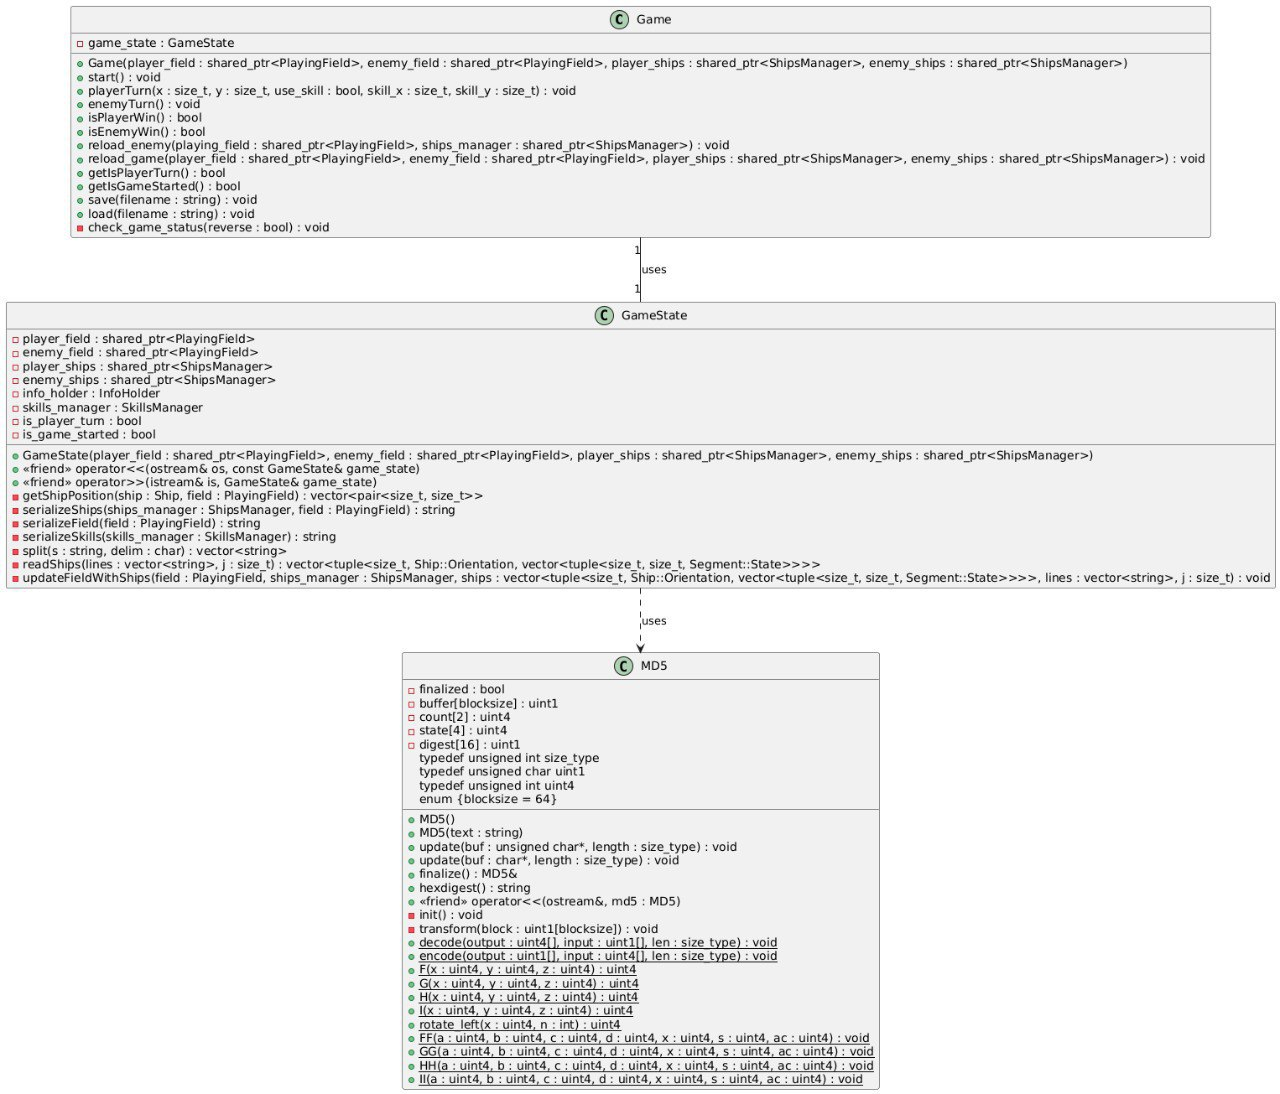 C Game
game_state : GameState
Game(player_field : shared_ptr<PlayingField>, enemy_field : shared_ptr<PlayingField>, player_ships : shared_ptr<ShipsManager>, enemy_ships : shared_ptr<ShipsManager>)
start() : void
playerTurn(x : size_t, y : size_t, use_skill : bool, skill_x : size_t, skill_y : size_t) : void
enemyTurn() : void
isPlayerWin() : bool
isEnemyWin() : bool
reload_enemy(playing_field : shared_ptr<PlayingField>, ships_manager : shared_ptr<ShipsManager>) : void
reload_game(player_field : shared_ptr<PlayingField>, enemy_field : shared_ptr<PlayingField>, player_ships : shared_ptr<ShipsManager>, enemy_ships : shared_ptr<ShipsManager>) : void
getIsPlayerTurn() : bool
getIsGameStarted() : bool
save(filename : string) : void
load(filename : string) : void
check_game_status(reverse : bool) : void
1
uses
1
C GameState
player_field : shared_ptr<PlayingField>
enemy_field : shared_ptr<PlayingField>
player_ships : shared_ptr<ShipsManager>
enemy_ships : shared_ptr<ShipsManager>
info_holder : InfoHolder
skills_manager : SkillsManager
is_player_turn : bool
is_game_started : bool
GameState(player_field : shared_ptr<PlayingField>, enemy_field : shared_ptr<PlayingField>, player_ships : shared_ptr<ShipsManager>, enemy_ships : shared_ptr<ShipsManager>)
«friend» operator<<(ostream& os, const GameState& game_state)
«friend» operator>>(istream& is, GameState& game_state)
getShipPosition(ship : Ship, field : PlayingField) : vector<pair<size_t, size_t>>
serializeShips(ships_manager : ShipsManager, field : PlayingField) : string
serializeField(field : PlayingField) : string
serializeSkills(skills_manager : SkillsManager) : string
split(s : string, delim : char) : vector<string>
readShips(lines : vector<string>, j : size_t) : vector<tuple<size_t, Ship::Orientation, vector<tuple<size_t, size_t, Segment::State>>>>
updateFieldWithShips(field : PlayingField, ships_manager : ShipsManager, ships : vector<tuple<size_t, Ship::Orientation, vector<tuple<size_t, size_t, Segment::State>>>>, lines : vector<string>, j : size_t) : void
uses
C MD5
finalized : bool
buffer[blocksize] : uint1
count[2] : uint4
state[4] : uint4
digest[16] : uint1
typedef unsigned int size_type
typedef unsigned char uint1
typedef unsigned int uint4
enum {blocksize = 64}
MD5()
MD5(text : string)
update(buf : unsigned char*, length : size_type) : void
update(buf : char*, length : size_type) : void
finalize() : MD5&
hexdigest() : string
«friend» operator<<(ostream&, md5 : MD5)
init() : void
transform(block : uint1[blocksize]) : void
decode(output : uint4[], input : uint1[], len : size_type) : void
encode(output : uint1[], input : uint4[], len : size_type) : void
F(x : uint4, y : uint4, z : uint4) : uint4
G(x : uint4, y : uint4, z : uint4) : uint4
H(x : uint4, y : uint4, z : uint4) : uint4
I(x : uint4, y : uint4, z : uint4) : uint4
rotate_left(x : uint4, n : int) : uint4
FF(a : uint4, b : uint4, c : uint4, d : uint4, x : uint4, s : uint4, ac : uint4) : void
GG(a : uint4, b : uint4, c : uint4, d : uint4, x : uint4, s : uint4, ac : uint4) : void
HH(a : uint4, b : uint4, c : uint4, d : uint4, x : uint4, s : uint4, ac : uint4) : void
II(a : uint4, b : uint4, c : uint4, d : uint4, x : uint4, s : uint4, ac : uint4) : void